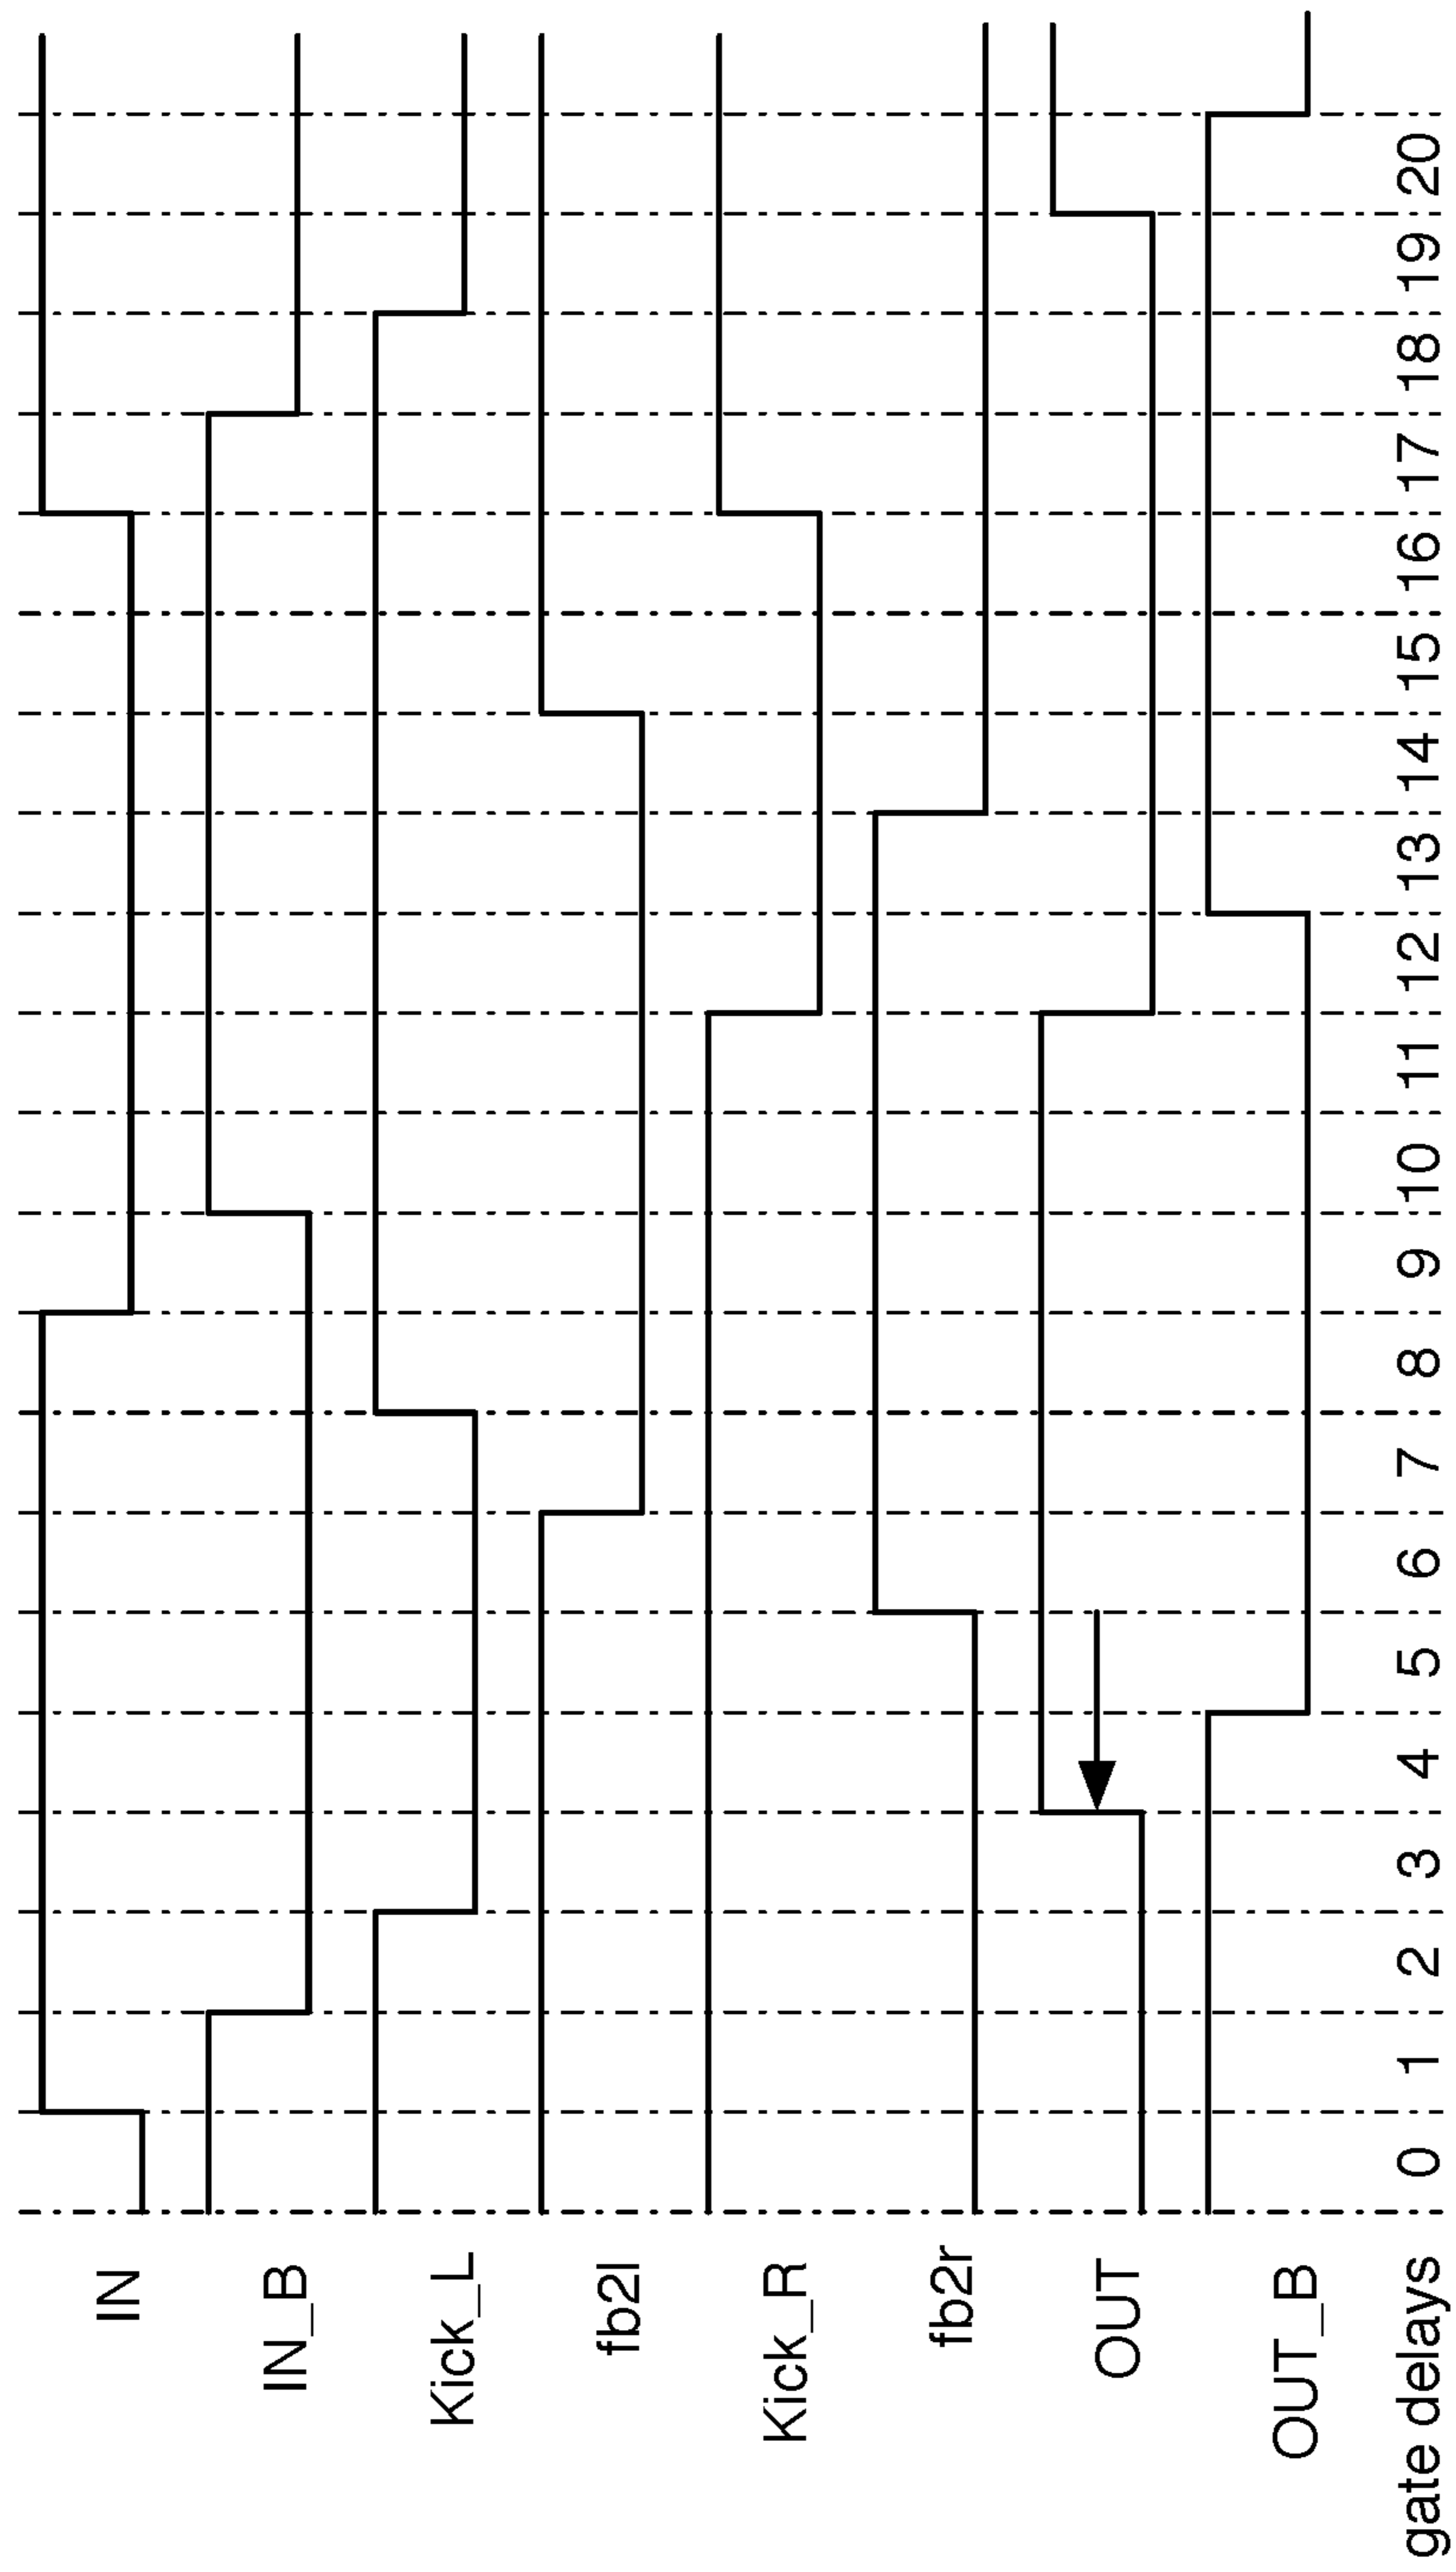 IN
IN_B
Kick_L
fb2l
Kick_R
fb2r
OUT
OUT_B
gate delays 0 1 2 3 4 5 6 7 8 9 10 11 12 13 14 15 16 17 18 19 20